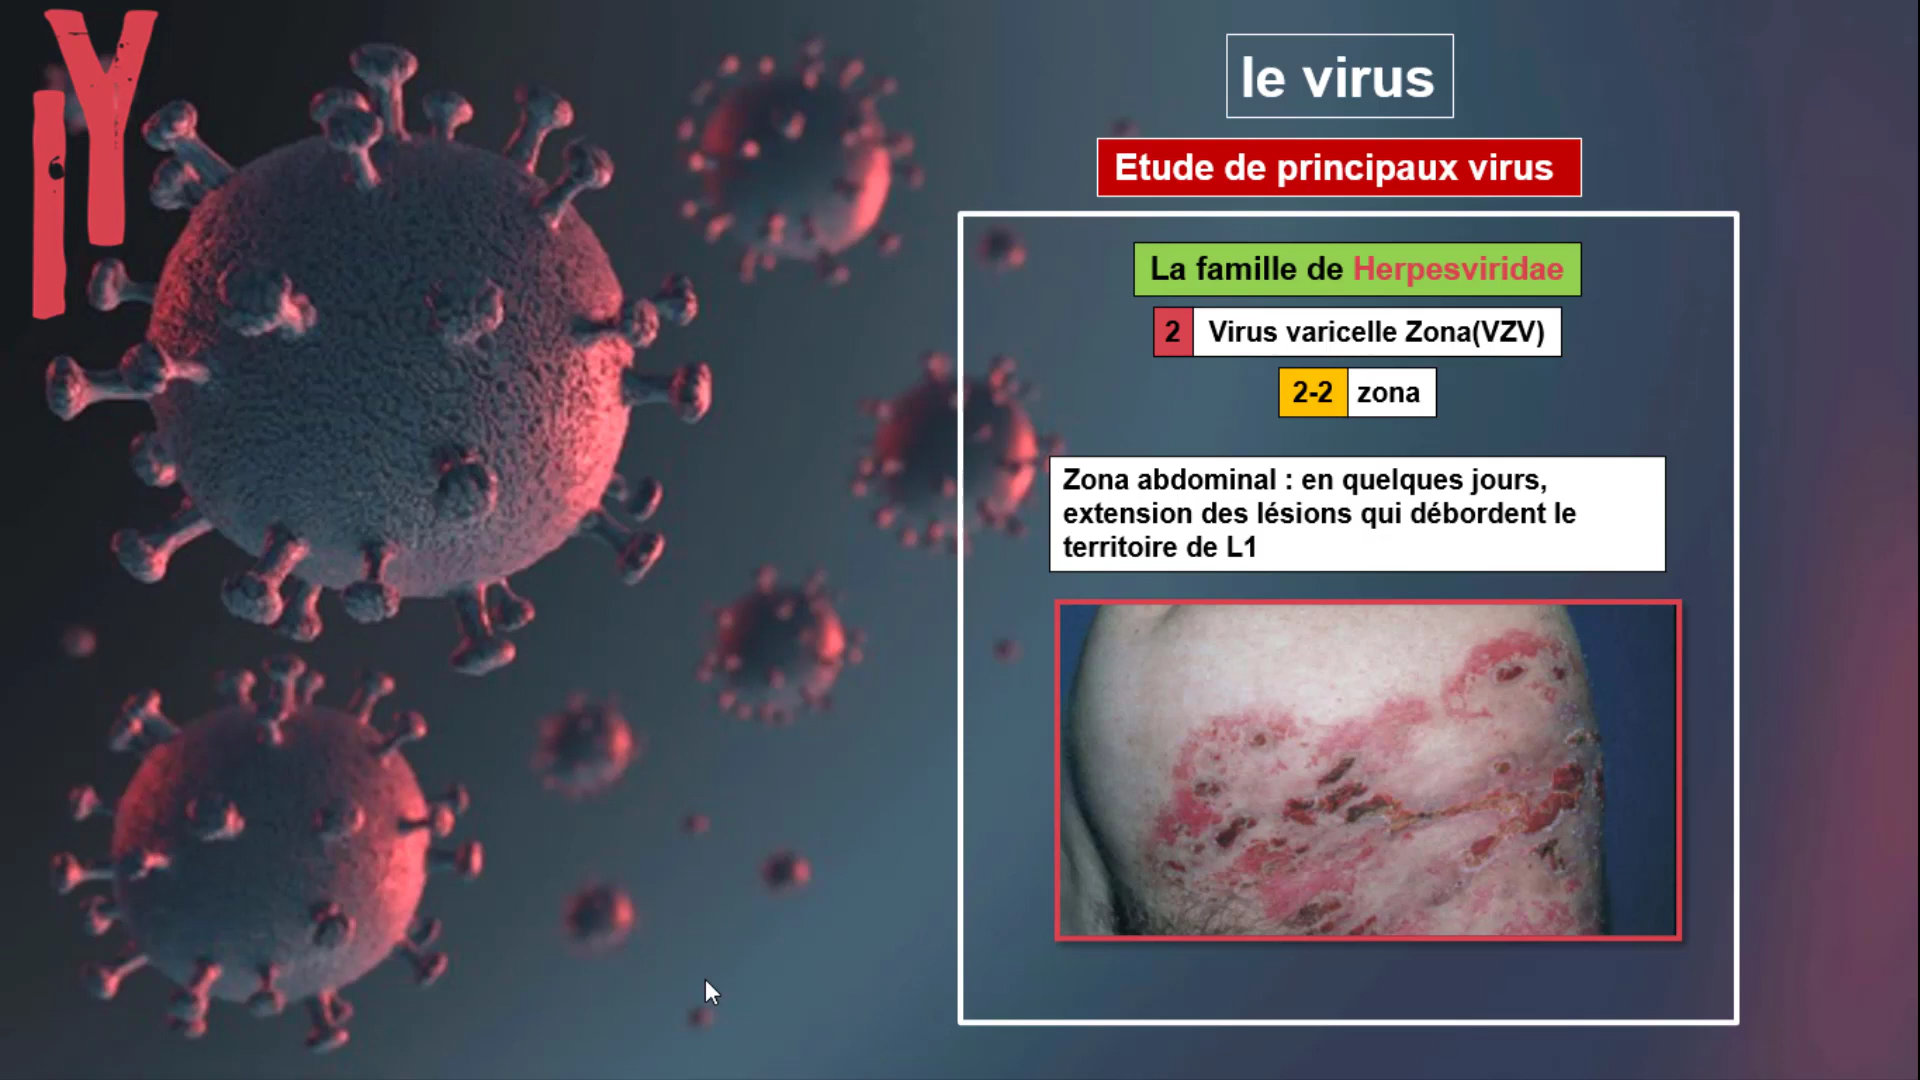 le virus
Etude de principaux virus
La famille de Herpesviridae
2 Virus varicelle Zona(VZV)
2-2 zona
Zona abdominal : en quelques jours,
extension des lésions qui débordent le
territoire de L1